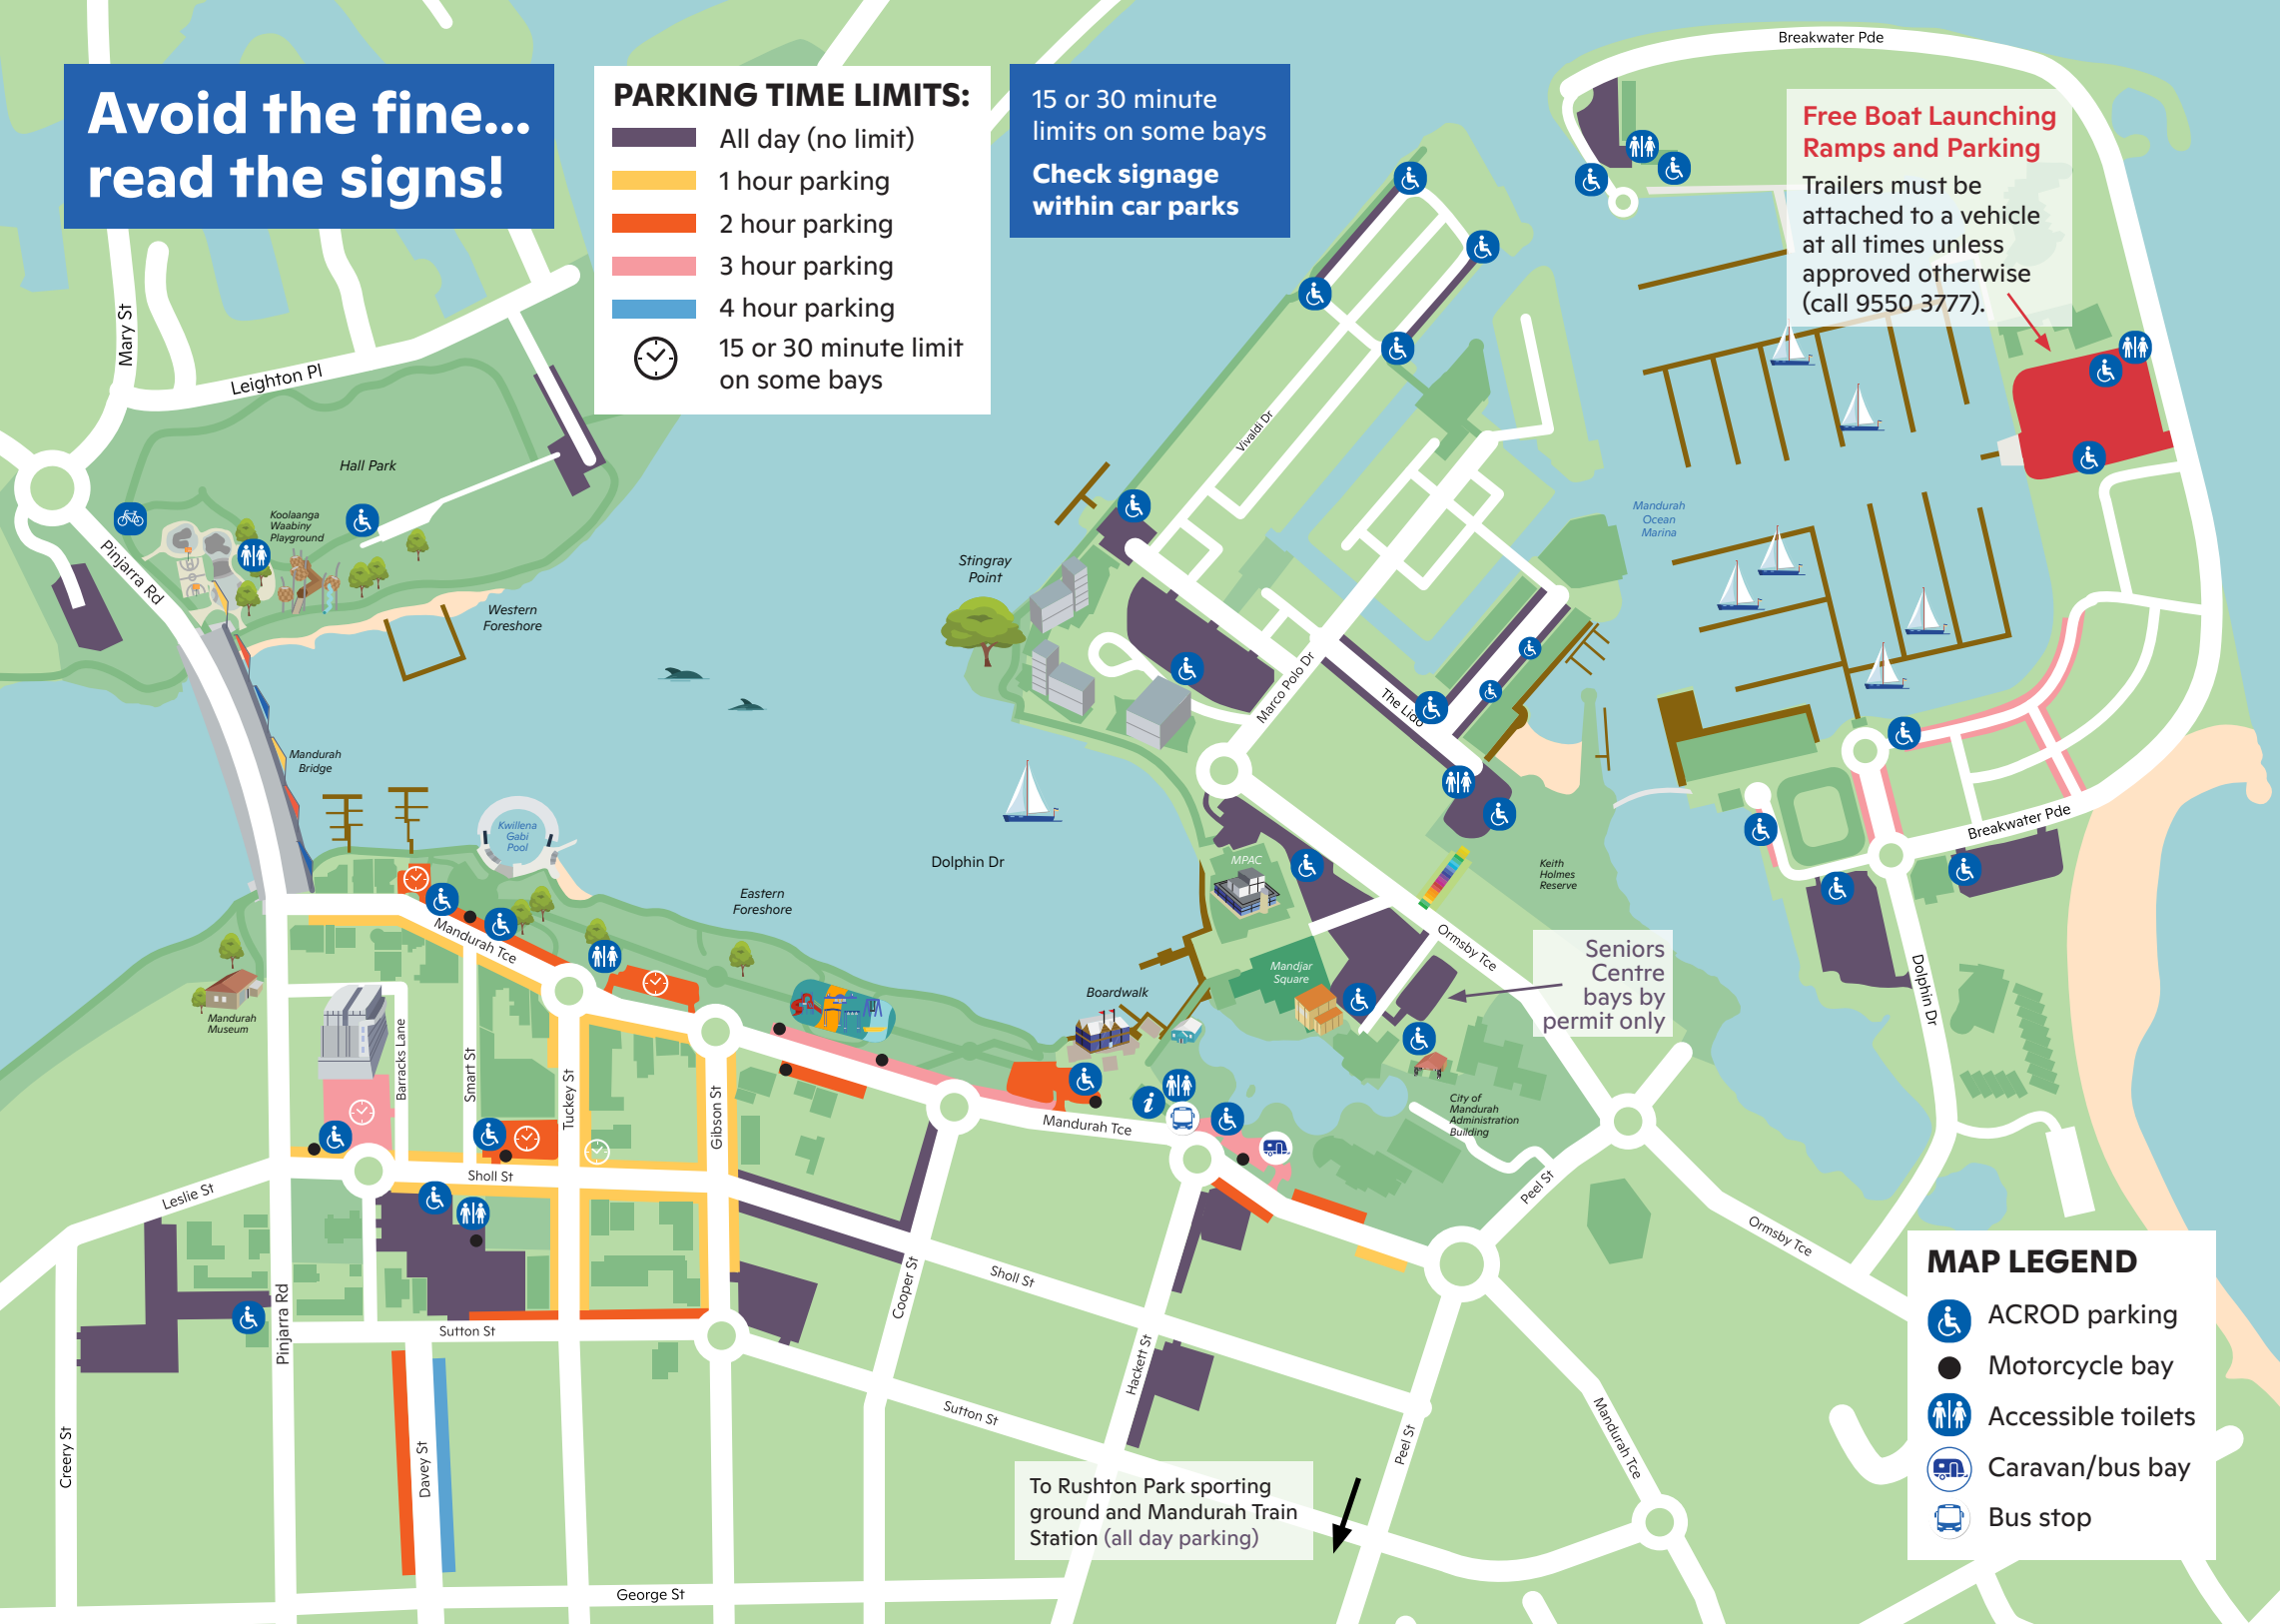 Avoid the fine...
read the signs!
PARKING TIME LIMITS:
All day (no limit)
1 hour parking
2 hour parking
3 hour parking
4 hour parking
15 or 30 minute limit
on some bays
15 or 30 minute
limits on some bays
Check signage
within car parks
Breakwater Pde
Free Boat Launching
Ramps and Parking
Trailers must be
attached to a vehicle
at all times unless
approved otherwise
(call 9550 3777).
Mary St
Leighton Pl
Hall Park
Koolaanga
Waabiny
Playground
Pinjarra Rd
Western
Foreshore
Mandurah
Bridge
Stingray
Point
Vivaldi Dr
Marco Polo Dr
The Lido
Mandurah
Ocean
Marina
Kwillena
Gabi
Pool
Dolphin Dr
Eastern
Foreshore
MPAC
Keith
Holmes
Reserve
Breakwater Pde
Mandurah Tce
Mandurah
Museum
Boardwalk
Mandjar
Square
Ormsby Tce
Seniors
Centre
bays by
permit only
Dolphin Dr
Barracks Lane
Smart St
Tuckey St
Gibson St
Mandurah Tce
City of
Mandurah
Administration
Building
Leslie St
Sholl St
Peel St
Ormsby Tce
Pinjarra Rd
Sutton St
Cooper St
Sholl St
Hackett St
Sutton St
Peel St
Mandurah Tce
Creery St
Davey St
George St
To Rushton Park sporting
ground and Mandurah Train
Station (all day parking)
MAP LEGEND
ACROD parking
Motorcycle bay
Accessible toilets
Caravan/bus bay
Bus stop